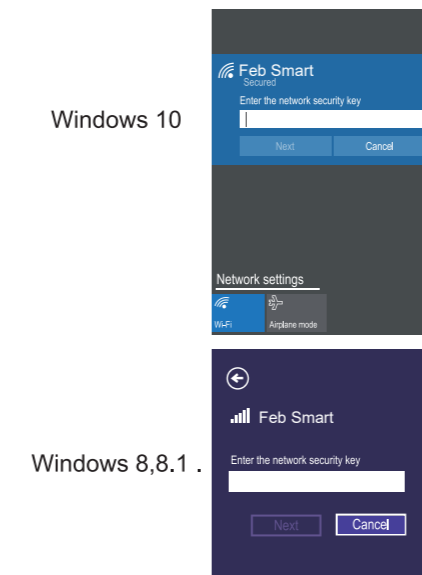 Windows 10
Feb Smart
Secured
Enter the network security key
Next Cancel
Network settings
Wi-Fi Airplane mode
Windows 8,8.1 .
Feb Smart
Enter the network security key
Next Cancel